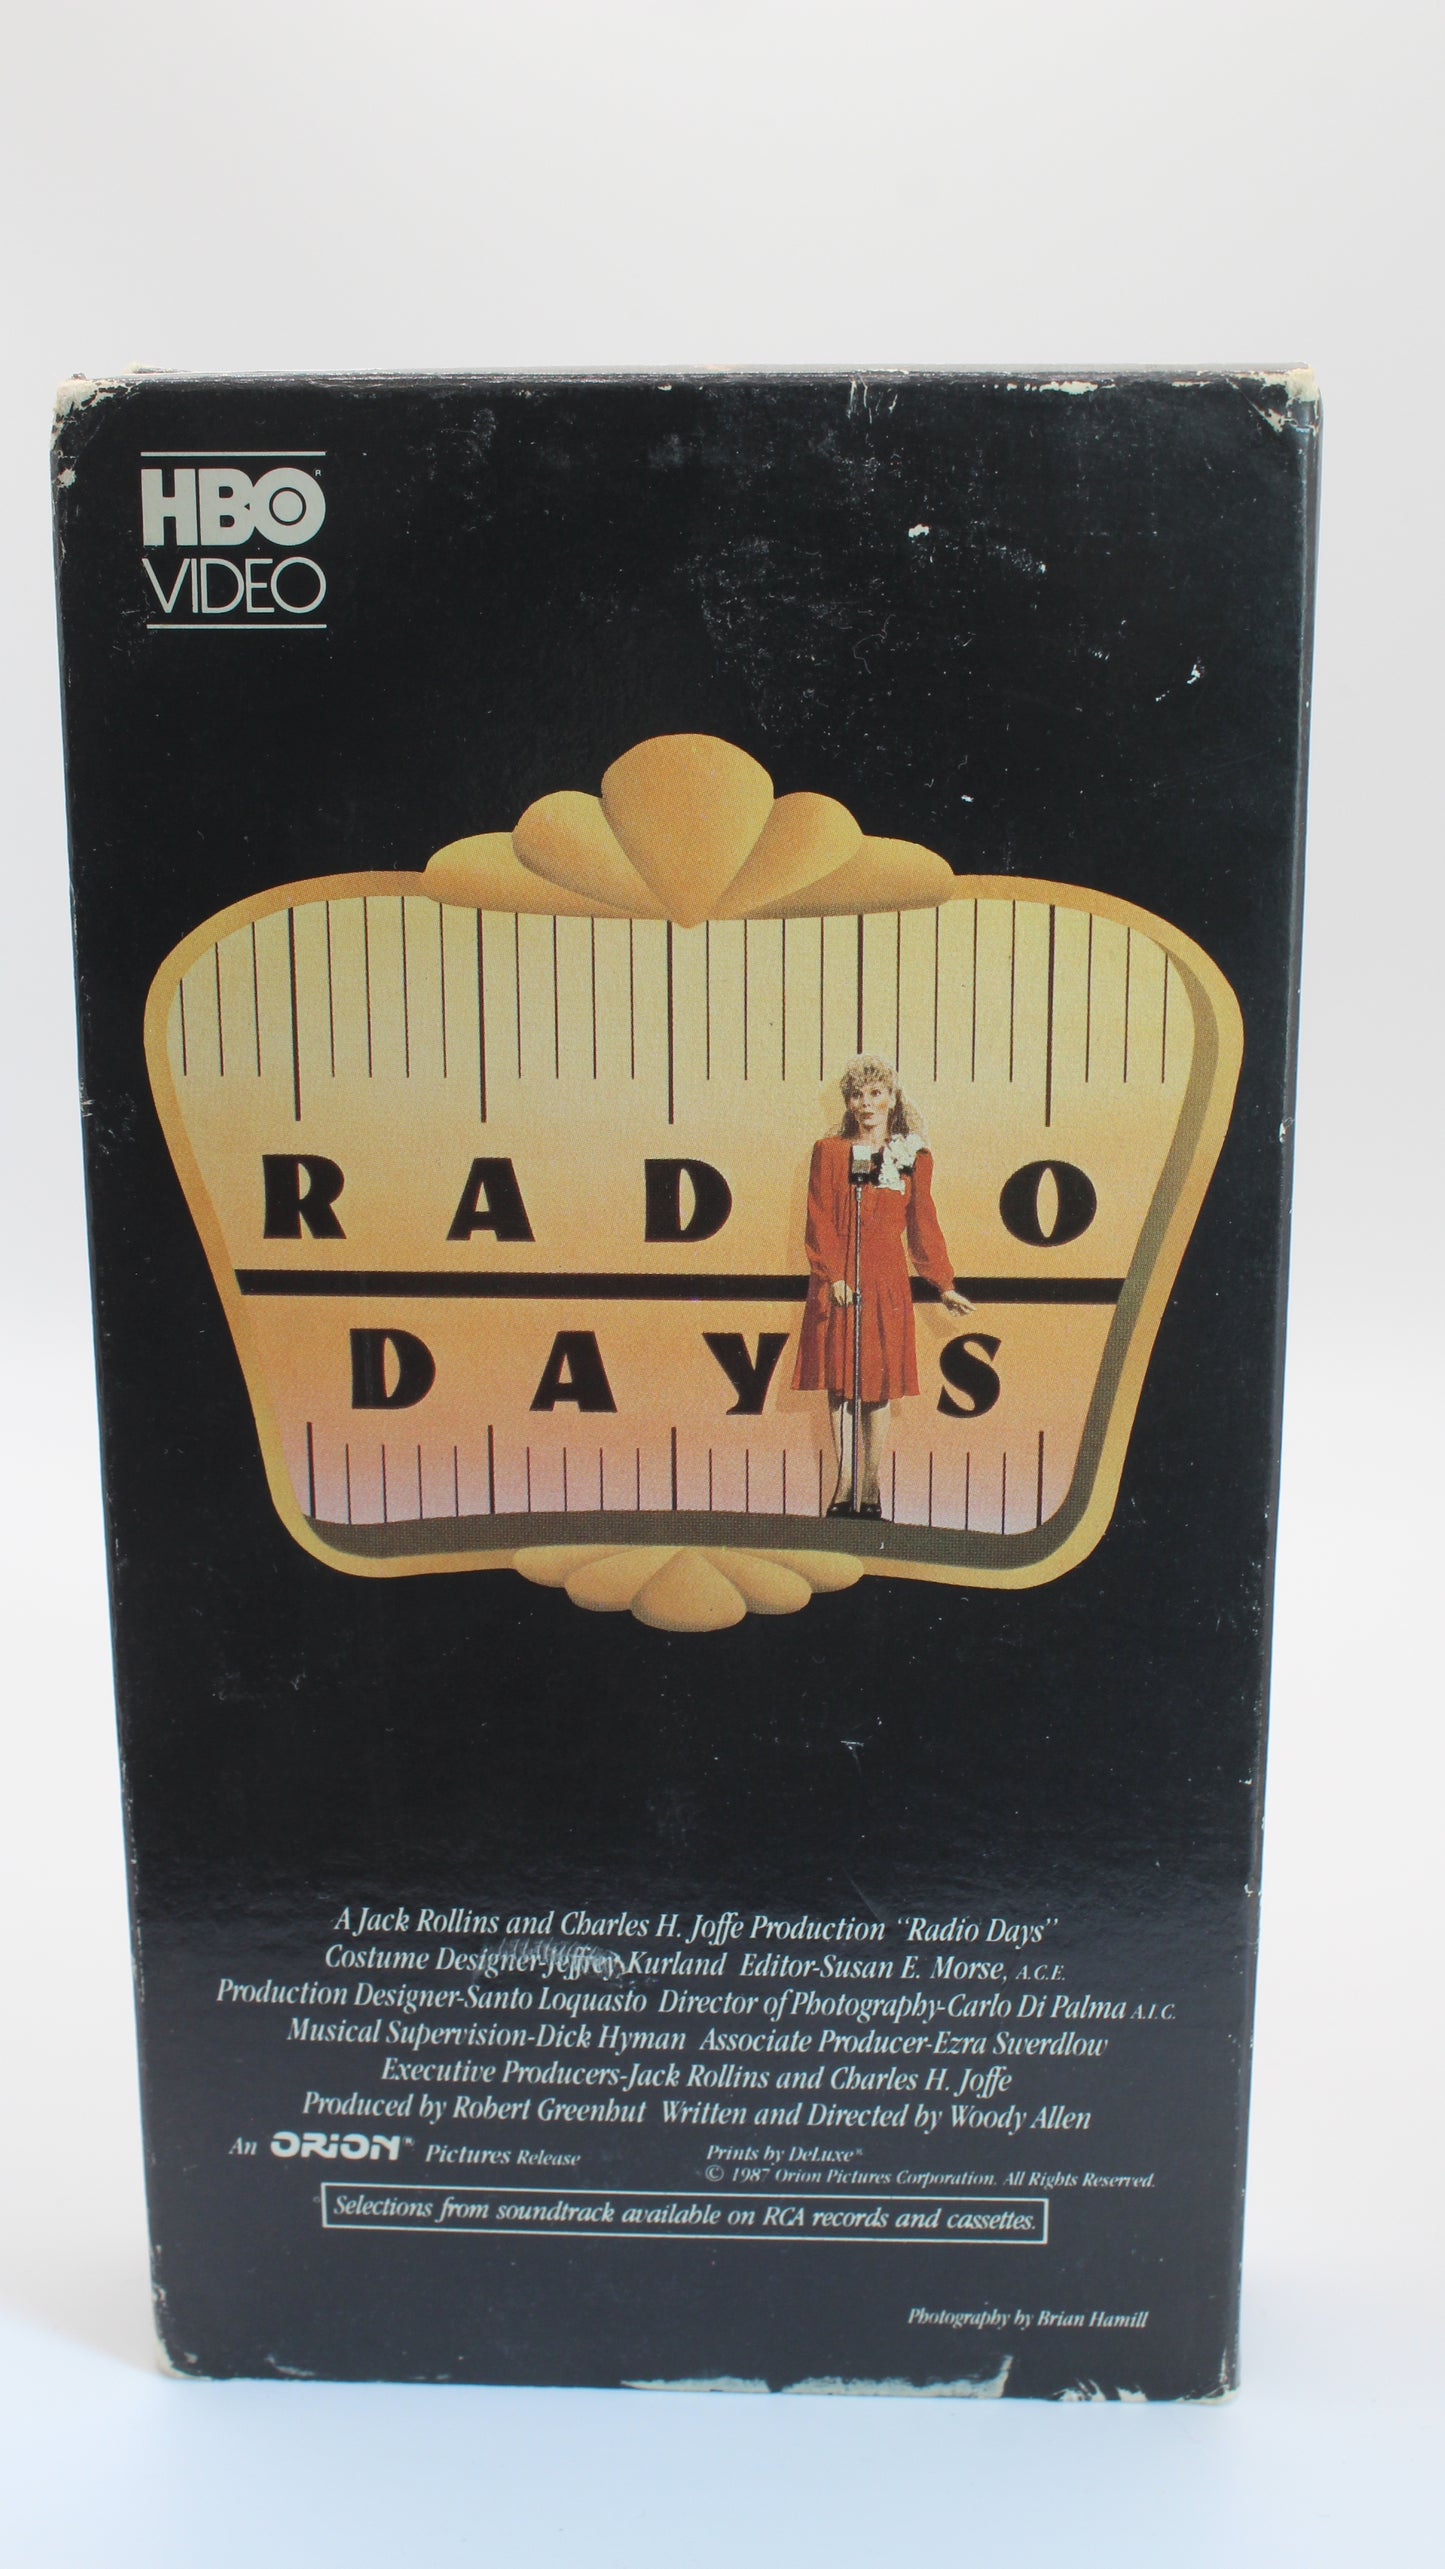 HBO®
VIDEO
RADIO
DAYS
A Jack Rollins and Charles H. Joffe Production "Radio Days"
Costume Designer-Jeffrey Kurland Editor-Susan E. Morse, A.C.E.
Production Designer-Santo Loquasto Director of Photography-Carlo Di Palma A.I.C.
Musical Supervision-Dick Hyman Associate Producer-Ezra Swerdlow
Executive Producers-Jack Rollins and Charles H. Joffe
Produced by Robert Greenhut Written and Directed by Woody Allen
An ORION™ Pictures Release
Prints by DeLuxe®
© 1987 Orion Pictures Corporation. All Rights Reserved.
Selections from soundtrack available on RCA records and cassettes.
Photography by Brian Hamill